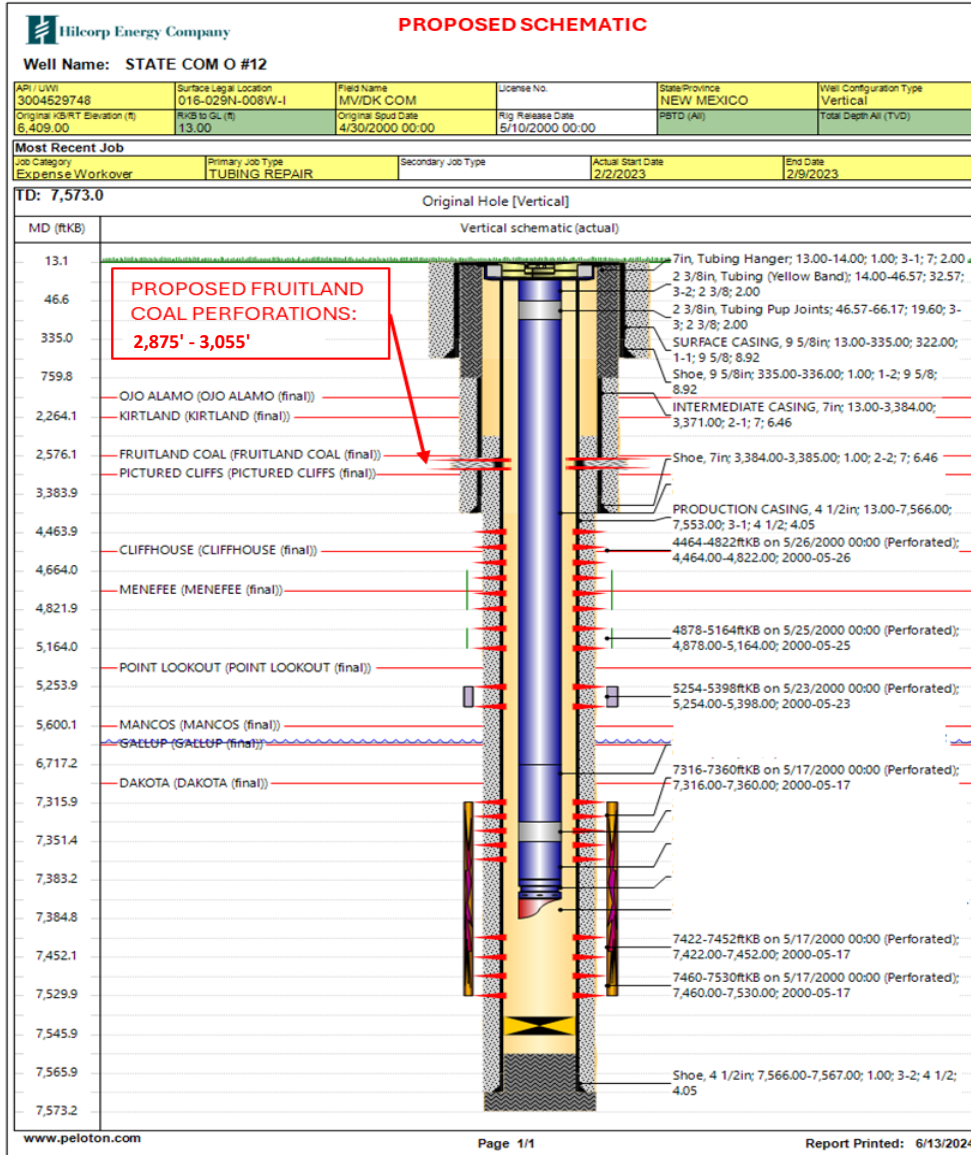 Hilcorp Energy Company
PROPOSED SCHEMATIC
Well Name: STATE COM O #12
API / UWI
3004529748
Surface Legal Location
016-029N-008W-I
Field Name
MV/DK COM
License No.
State/Province
NEW MEXICO
Well Configuration Type
Vertical
Original KB/RT Elevation (ft)
6,409.00
RKB to GL (ft)
13.00
Original Spud Date
4/30/2000 00:00
Rig Release Date
5/10/2000 00:00
PBTD (All)
Total Depth All (TVD)
Most Recent Job
Job Category
Expense Workover
Primary Job Type
TUBING REPAIR
Secondary Job Type
Actual Start Date
2/2/2023
End Date
2/9/2023
TD: 7,573.0
Original Hole [Vertical]
MD (ftKB)
Vertical schematic (actual)
13.1
46.6
335.0
759.8
2,264.1
2,576.1
3,383.9
4,463.9
4,664.0
4,821.9
5,164.0
5,253.9
5,600.1
6,717.2
7,315.9
7,351.4
7,383.2
7,384.8
7,452.1
7,529.9
7,545.9
7,565.9
7,573.2
PROPOSED FRUITLAND
COAL PERFORATIONS:
2,875' - 3,055'
OJO ALAMO (OJO ALAMO (final))
KIRTLAND (KIRTLAND (final))
FRUITLAND COAL (FRUITLAND COAL (final))
PICTURED CLIFFS (PICTURED CLIFFS (final))
CLIFFHOUSE (CLIFFHOUSE (final))
MENEFEE (MENEFEE (final))
POINT LOOKOUT (POINT LOOKOUT (final))
MANCOS (MANCOS (final))
GALLUP (GALLUP (final))
DAKOTA (DAKOTA (final))
7in, Tubing Hanger; 13.00-14.00; 1.00; 3-1; 7; 2.00
2 3/8in, Tubing (Yellow Band); 14.00-46.57; 32.57;
3-2; 2 3/8; 2.00
2 3/8in, Tubing Pup Joints; 46.57-66.17; 19.60; 3-
3; 2 3/8; 2.00
SURFACE CASING, 9 5/8in; 13.00-335.00; 322.00;
1-1; 9 5/8; 8.92
Shoe, 9 5/8in; 335.00-336.00; 1.00; 1-2; 9 5/8;
8.92
INTERMEDIATE CASING, 7in; 13.00-3,384.00;
3,371.00; 2-1; 7; 6.46
Shoe, 7in; 3,384.00-3,385.00; 1.00; 2-2; 7; 6.46
PRODUCTION CASING, 4 1/2in; 13.00-7,566.00;
7,553.00; 3-1; 4 1/2; 4.05
4464-4822ftKB on 5/26/2000 00:00 (Perforated);
4,464.00-4,822.00; 2000-05-26
4878-5164ftKB on 5/25/2000 00:00 (Perforated);
4,878.00-5,164.00; 2000-05-25
5254-5398ftKB on 5/23/2000 00:00 (Perforated);
5,254.00-5,398.00; 2000-05-23
7316-7360ftKB on 5/17/2000 00:00 (Perforated);
7,316.00-7,360.00; 2000-05-17
7422-7452ftKB on 5/17/2000 00:00 (Perforated);
7,422.00-7,452.00; 2000-05-17
7460-7530ftKB on 5/17/2000 00:00 (Perforated);
7,460.00-7,530.00; 2000-05-17
Shoe, 4 1/2in; 7,566.00-7,567.00; 1.00; 3-2; 4 1/2;
4.05
www.peloton.com
Page 1/1
Report Printed: 6/13/2024